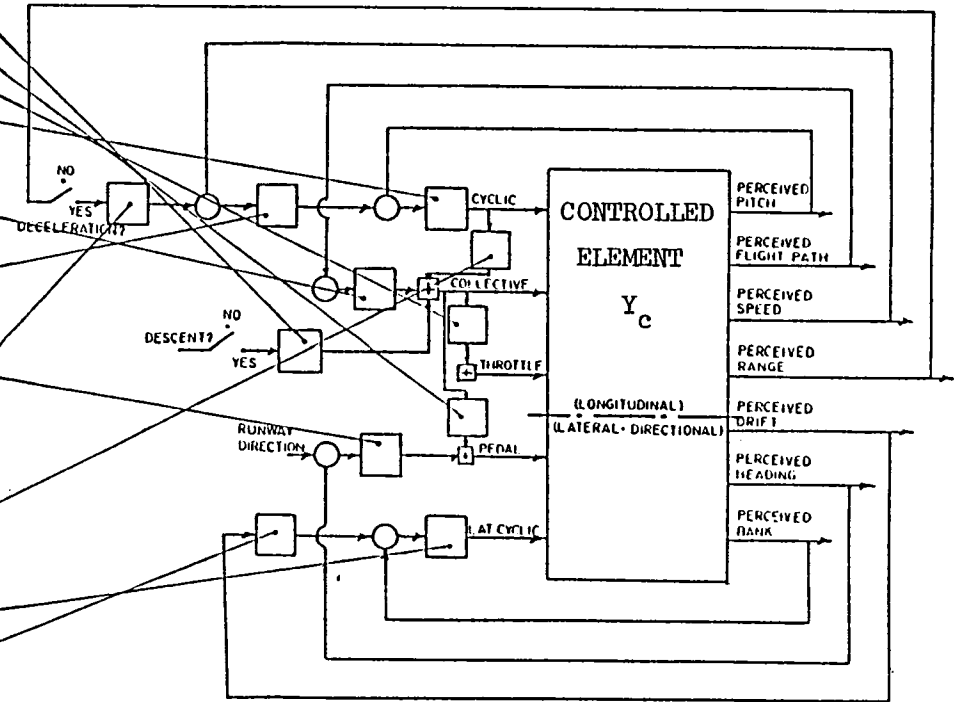 NO
YES
DECELERATION?
CYCLIC
CONTROLLED
ELEMENT
Yc
PERCEIVED
PITCH
PERCEIVED
FLIGHT PATH
COLLECTIVE
PERCEIVED
SPEED
NO
DESCENT?
YES
THROTTLE
PERCEIVED
RANGE
(LONGITUDINAL)
(LATERAL-DIRECTIONAL)
PERCEIVED
DRIFT
RUNWAY
DIRECTION
PEDAL
PERCEIVED
HEADING
LAT CYCLIC
PERCEIVED
BANK